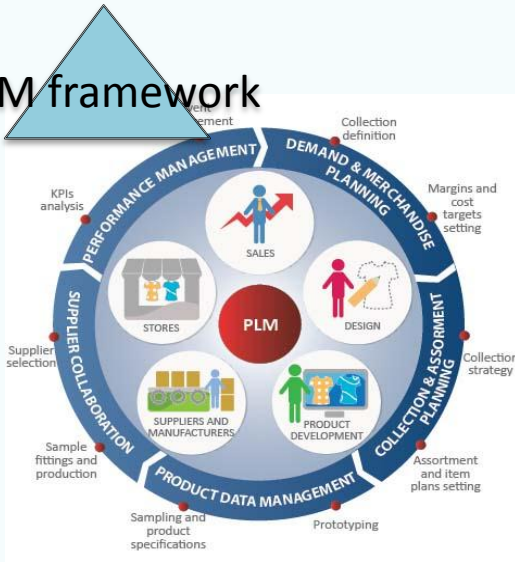 M framework
Collection
definition
Margins and
cost
targets
setting
Collection
strategy
Assortment
and item
plans setting
Prototyping
Sampling and
product
specifications
Sample
fittings and
production
Supplier
selection
KPIs
analysis
PERFORMANCE MANAGEMENT
DEMAND & MERCHANDISE
PLANNING
COLLECTION & ASSORTMENT
PLANNING
PRODUCT DATA MANAGEMENT
SUPPLIER COLLABORATION
SALES
STORES
PLM
DESIGN
SUPPLIERS AND
MANUFACTURERS
PRODUCT
DEVELOPMENT